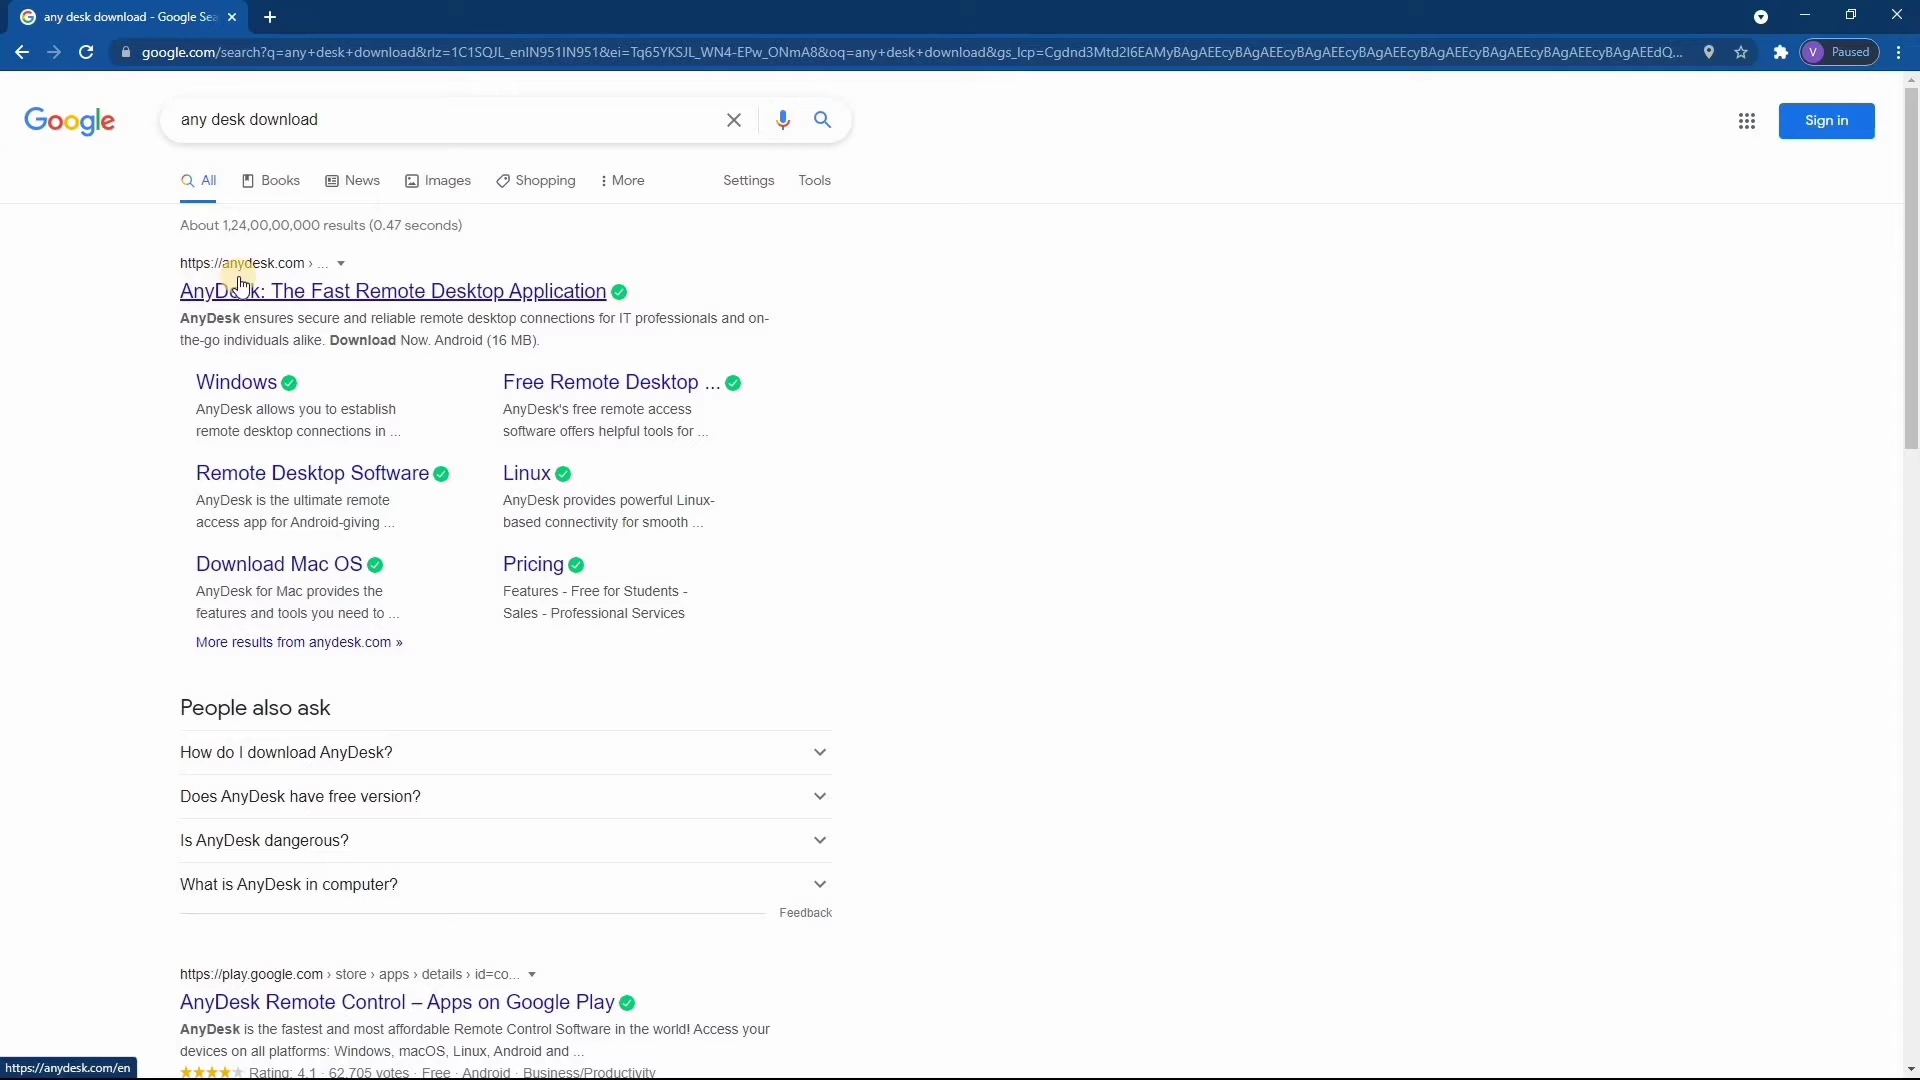 any desk download - Google Sea
google.com/search?q=any+desk+download&rlz=1C1SQJL_enIN951IN951&ei=Tq65YKSJL_WN4-EPw_ONmA8&oq=any+desk+download&gs_lcp=Cgdnd3Mtd2l6EAMyBAgAEEcyBAgAEEcyBAgAEEcyBAgAEEcyBAgAEEcyBAgAEEcyBAgAEEcyBAgAEEdQ...
V Paused
Google
any desk download
Sign in
All
Books
News
Images
Shopping
More
Settings
Tools
About 1,24,00,00,000 results (0.47 seconds)
https://anydesk.com › ...
AnyDesk: The Fast Remote Desktop Application
AnyDesk ensures secure and reliable remote desktop connections for IT professionals and on-
the-go individuals alike. Download Now. Android (16 MB).
Windows
AnyDesk allows you to establish
remote desktop connections in ...
Free Remote Desktop ...
AnyDesk's free remote access
software offers helpful tools for ...
Remote Desktop Software
AnyDesk is the ultimate remote
access app for Android-giving ...
Linux
AnyDesk provides powerful Linux-
based connectivity for smooth ...
Download Mac OS
AnyDesk for Mac provides the
features and tools you need to ...
Pricing
Features - Free for Students -
Sales - Professional Services
More results from anydesk.com »
People also ask
How do I download AnyDesk?
Does AnyDesk have free version?
Is AnyDesk dangerous?
What is AnyDesk in computer?
Feedback
https://play.google.com › store › apps › details › id=co...
AnyDesk Remote Control – Apps on Google Play
AnyDesk is the fastest and most affordable Remote Control Software in the world! Access your
devices on all platforms: Windows, macOS, Linux, Android and ...
Rating: 4.1 · 62,705 votes · Free · Android · Business/Productivity
https://anydesk.com/en